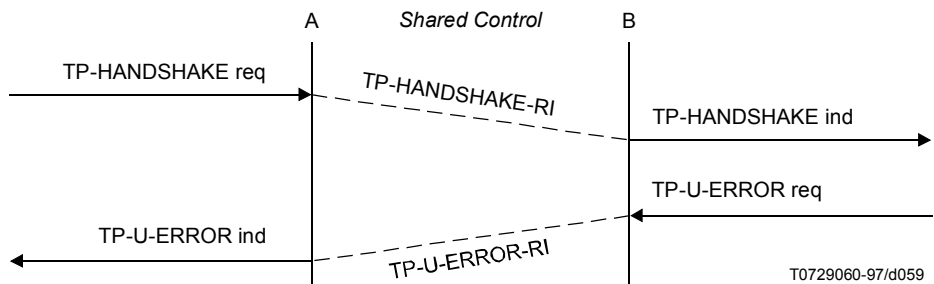 A Shared Control B
TP-HANDSHAKE req
TP-HANDSHAKE-RI
TP-HANDSHAKE ind
TP-U-ERROR req
TP-U-ERROR ind
TP-U-ERROR-RI
T0729060-97/d059